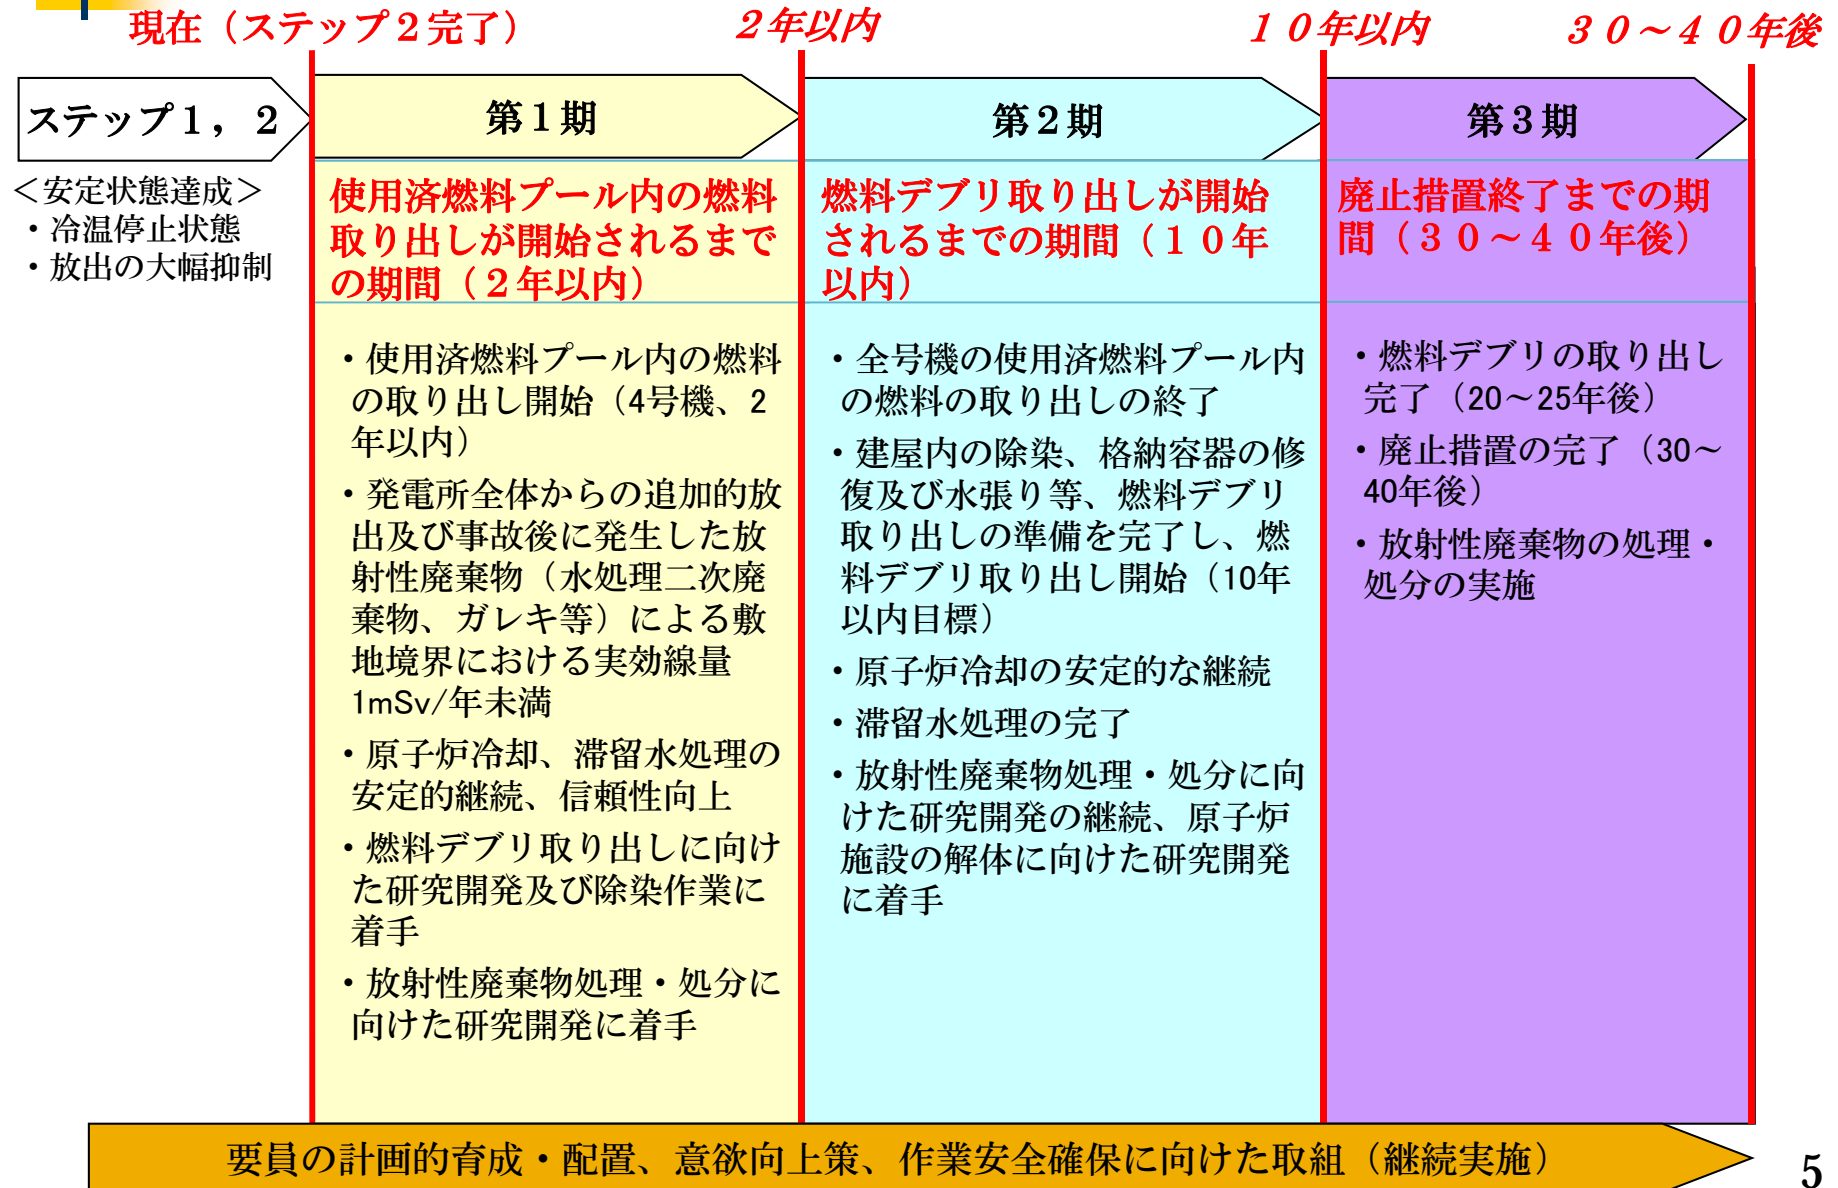 現在（ステップ２完了）
２年以内
１０年以内
３０～４０年後
ステップ１，２
第１期
第２期
第３期
＜安定状態達成＞
・冷温停止状態
・放出の大幅抑制
使用済燃料プール内の燃料
取り出しが開始されるまで
の期間（２年以内）
・使用済燃料プール内の燃料
の取り出し開始（4号機、2
年以内）
・発電所全体からの追加的放
出及び事故後に発生した放
射性廃棄物（水処理二次廃
棄物、ガレキ等）による敷
地境界における実効線量
1mSv/年未満
・原子炉冷却、滞留水処理の
安定的継続、信頼性向上
・燃料デブリ取り出しに向け
た研究開発及び除染作業に
着手
・放射性廃棄物処理・処分に
向けた研究開発に着手
燃料デブリ取り出しが開始
されるまでの期間（１０年
以内）
・全号機の使用済燃料プール内
の燃料の取り出しの終了
・建屋内の除染、格納容器の修
復及び水張り等、燃料デブリ
取り出しの準備を完了し、燃
料デブリ取り出し開始（10年
以内目標）
・原子炉冷却の安定的な継続
・滞留水処理の完了
・放射性廃棄物処理・処分に向
けた研究開発の継続、原子炉
施設の解体に向けた研究開発
に着手
廃止措置終了までの期
間（３０～４０年後）
・燃料デブリの取り出し
完了（20～25年後）
・廃止措置の完了（30～
40年後）
・放射性廃棄物の処理・
処分の実施
要員の計画的育成・配置、意欲向上策、作業安全確保に向けた取組（継続実施）
5